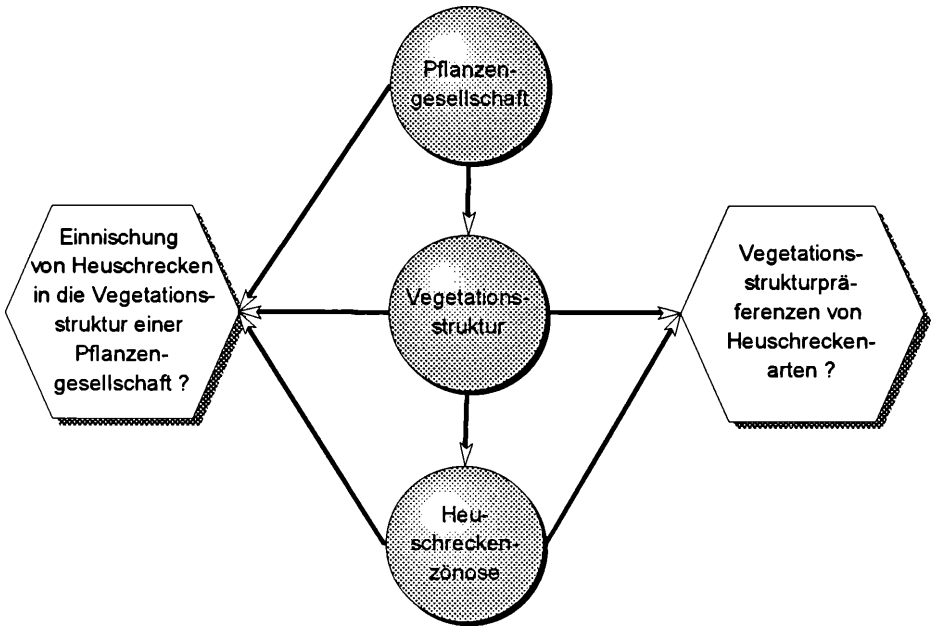 Pflanzen-
gesellschaft
Einnischung
von Heuschrecken
in die Vegetations-
struktur einer
Pflanzen-
gesellschaft ?
Vegetations-
struktur
Vegetations-
strukturprä-
ferenzen von
Heuschrecken-
arten ?
Heu-
schrecken-
zönose